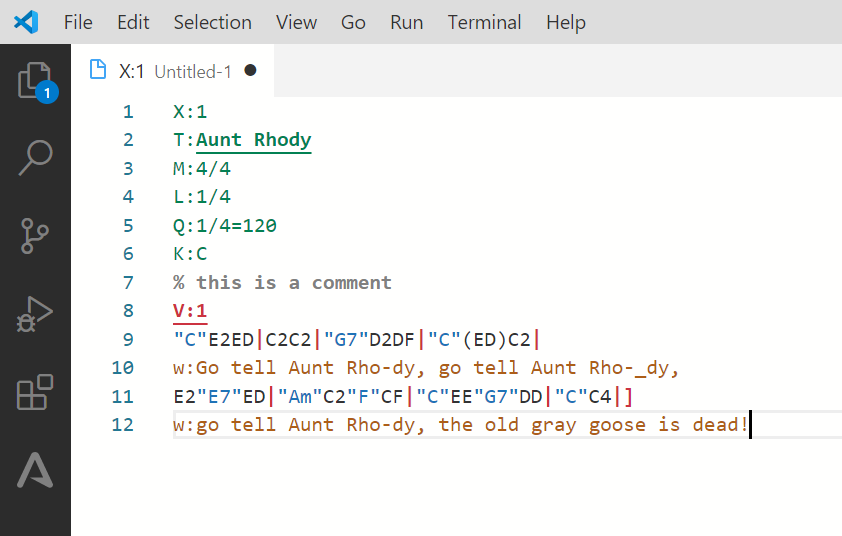 File Edit Selection View Go Run Terminal Help
X:1 Untitled-1
1
1 X:1
2 T:Aunt Rhody
3 M:4/4
4 L:1/4
5 Q:1/4=120
6 K:C
7 % this is a comment
8 V:1
9 "C"E2ED|C2C2|"G7"D2DF|"C"(ED)C2|
10 w:Go tell Aunt Rho-dy, go tell Aunt Rho-_dy,
11 E2"E7"ED|"Am"C2"F"CF|"C"EE"G7"DD|"C"C4|]
12 w:go tell Aunt Rho-dy, the old gray goose is dead!